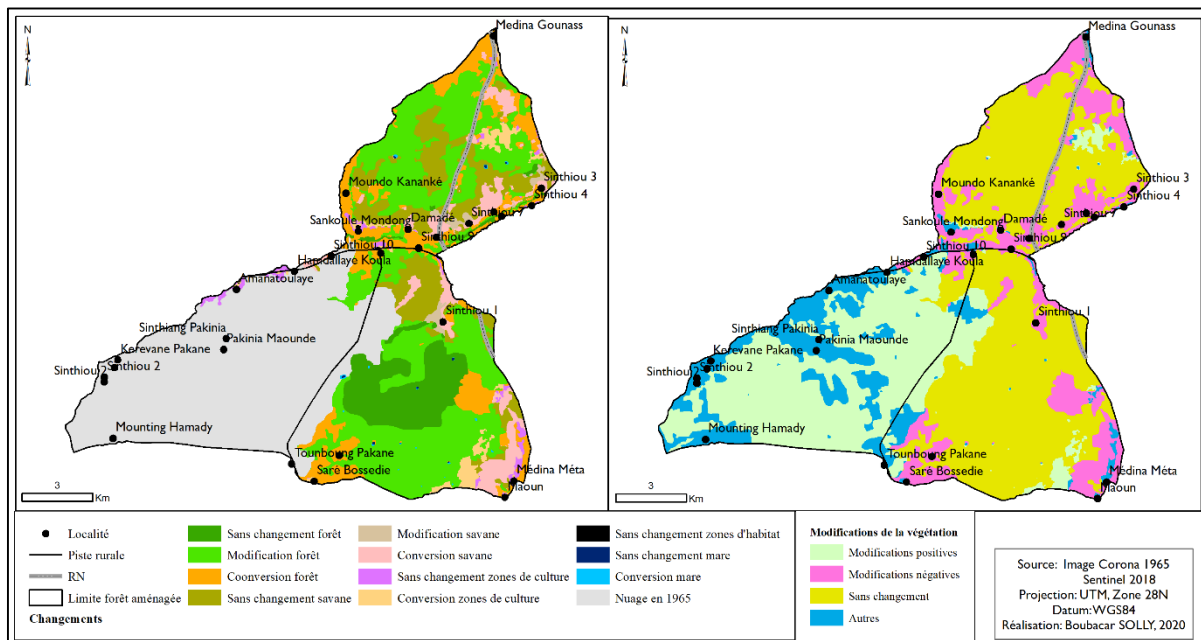 N
Medina Gounass
Sinthiou 3
Sinthiou 4
Moundo Kananké
Sankoule Mondong
Damadé
Sinthiou 7
Sinthiou 9
Sinthiou 10
Hamdallaye Koula
Amanatoulaye
Sinthiou 1
Sinthiang Pakinia
Pakinia Maounde
Kerevane Pakane
Sinthiou 2
Sinthiou 2
Mounting Hamady
Tounboung Pakane
Saré Bossedie
Médina Méta
Maoun
3
Km
N
Medina Gounass
Sinthiou 3
Sinthiou 4
Moundo Kananké
Sankoule Mondong
Damadé
Sinthiou 7
Sinthiou 9
Sinthiou 10
Hamdallaye Koula
Amanatoulaye
Sinthiou 1
Sinthiang Pakinia
Pakinia Maounde
Kerevane Pakane
Sinthiou 2
Sinthiou 2
Mounting Hamady
Tounboung Pakane
Saré Bossedie
Médina Méta
Maoun
3
Km
Localité
Piste rurale
RN
Limite forêt aménagée
Changements
Sans changement forêt
Modification forêt
Coonversion forêt
Sans changement savane
Modification savane
Conversion savane
Sans changement zones de culture
Conversion zones de culture
Sans changement zones d'habitat
Sans changement mare
Conversion mare
Nuage en 1965
Modifications de la végétation
Modifications positives
Modifications négatives
Sans changement
Autres
Source: Image Corona 1965
Sentinel 2018
Projection: UTM, Zone 28N
Datum:WGS84
Réalisation: Boubacar SOLLY, 2020